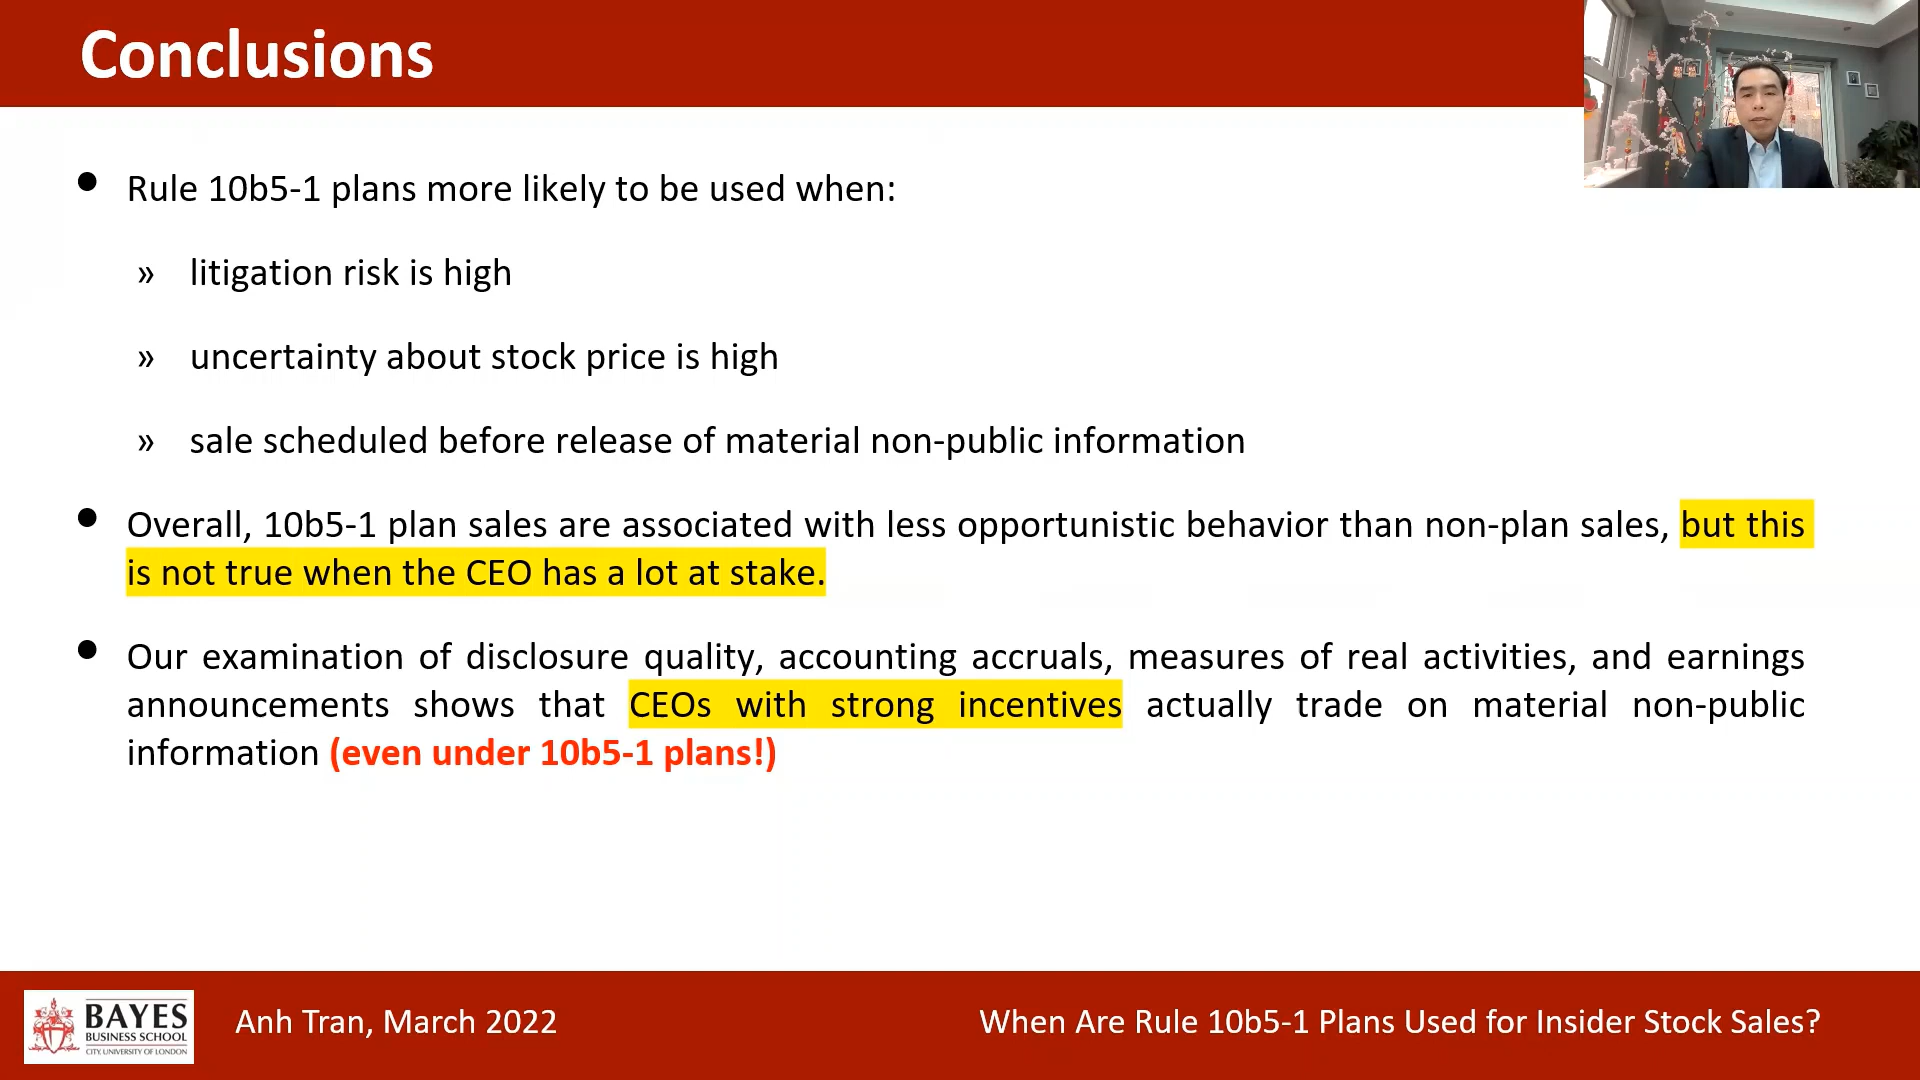 Conclusions
• Rule 10b5-1 plans more likely to be used when:
» litigation risk is high
» uncertainty about stock price is high
» sale scheduled before release of material non-public information
• Overall, 10b5-1 plan sales are associated with less opportunistic behavior than non-plan sales, but this
is not true when the CEO has a lot at stake.
• Our examination of disclosure quality, accounting accruals, measures of real activities, and earnings
announcements shows that CEOs with strong incentives actually trade on material non-public
information (even under 10b5-1 plans!)
BAYES
BUSINESS SCHOOL
CITY, UNIVERSITY OF LONDON
Anh Tran, March 2022
When Are Rule 10b5-1 Plans Used for Insider Stock Sales?